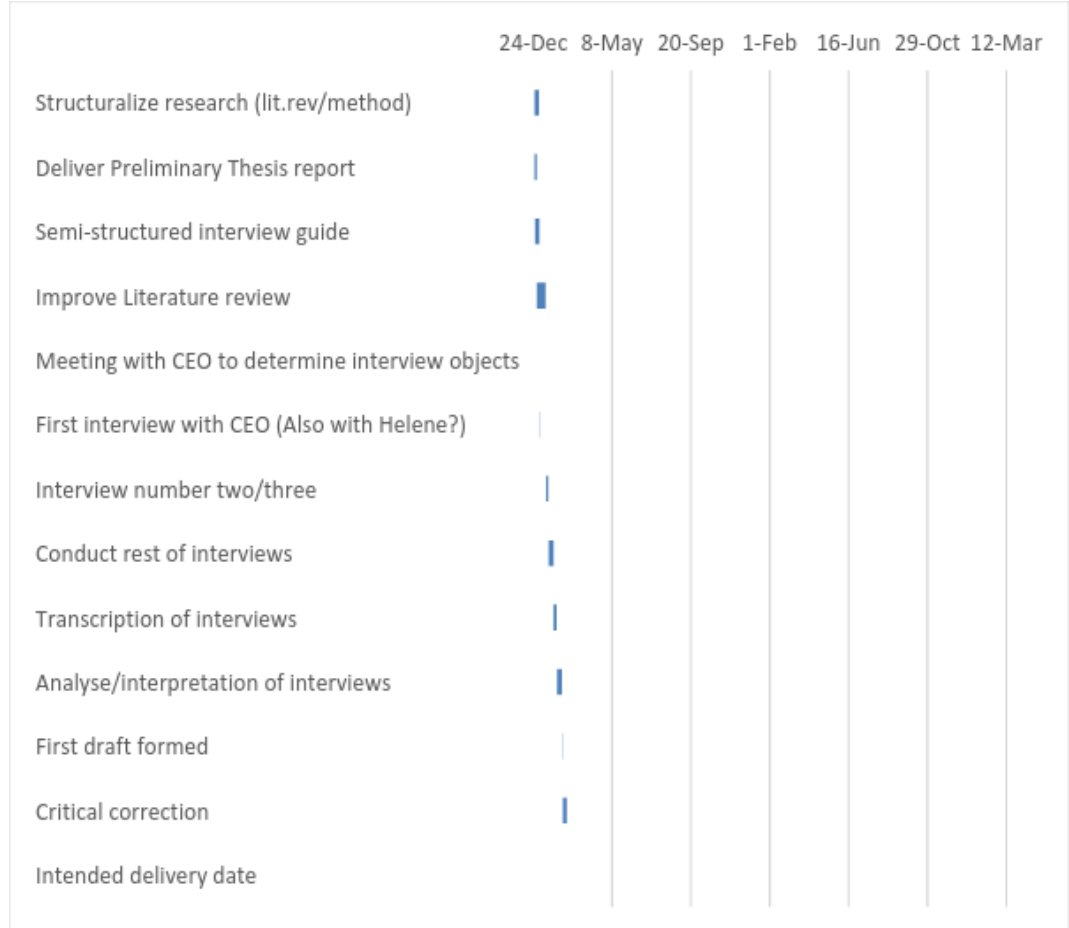 24-Dec 8-May 20-Sep 1-Feb 16-Jun 29-Oct 12-Mar
Structuralize research (lit.rev/method)
Deliver Preliminary Thesis report
Semi-structured interview guide
Improve Literature review
Meeting with CEO to determine interview objects
First interview with CEO (Also with Helene?)
Interview number two/three
Conduct rest of interviews
Transcription of interviews
Analyse/interpretation of interviews
First draft formed
Critical correction
Intended delivery date